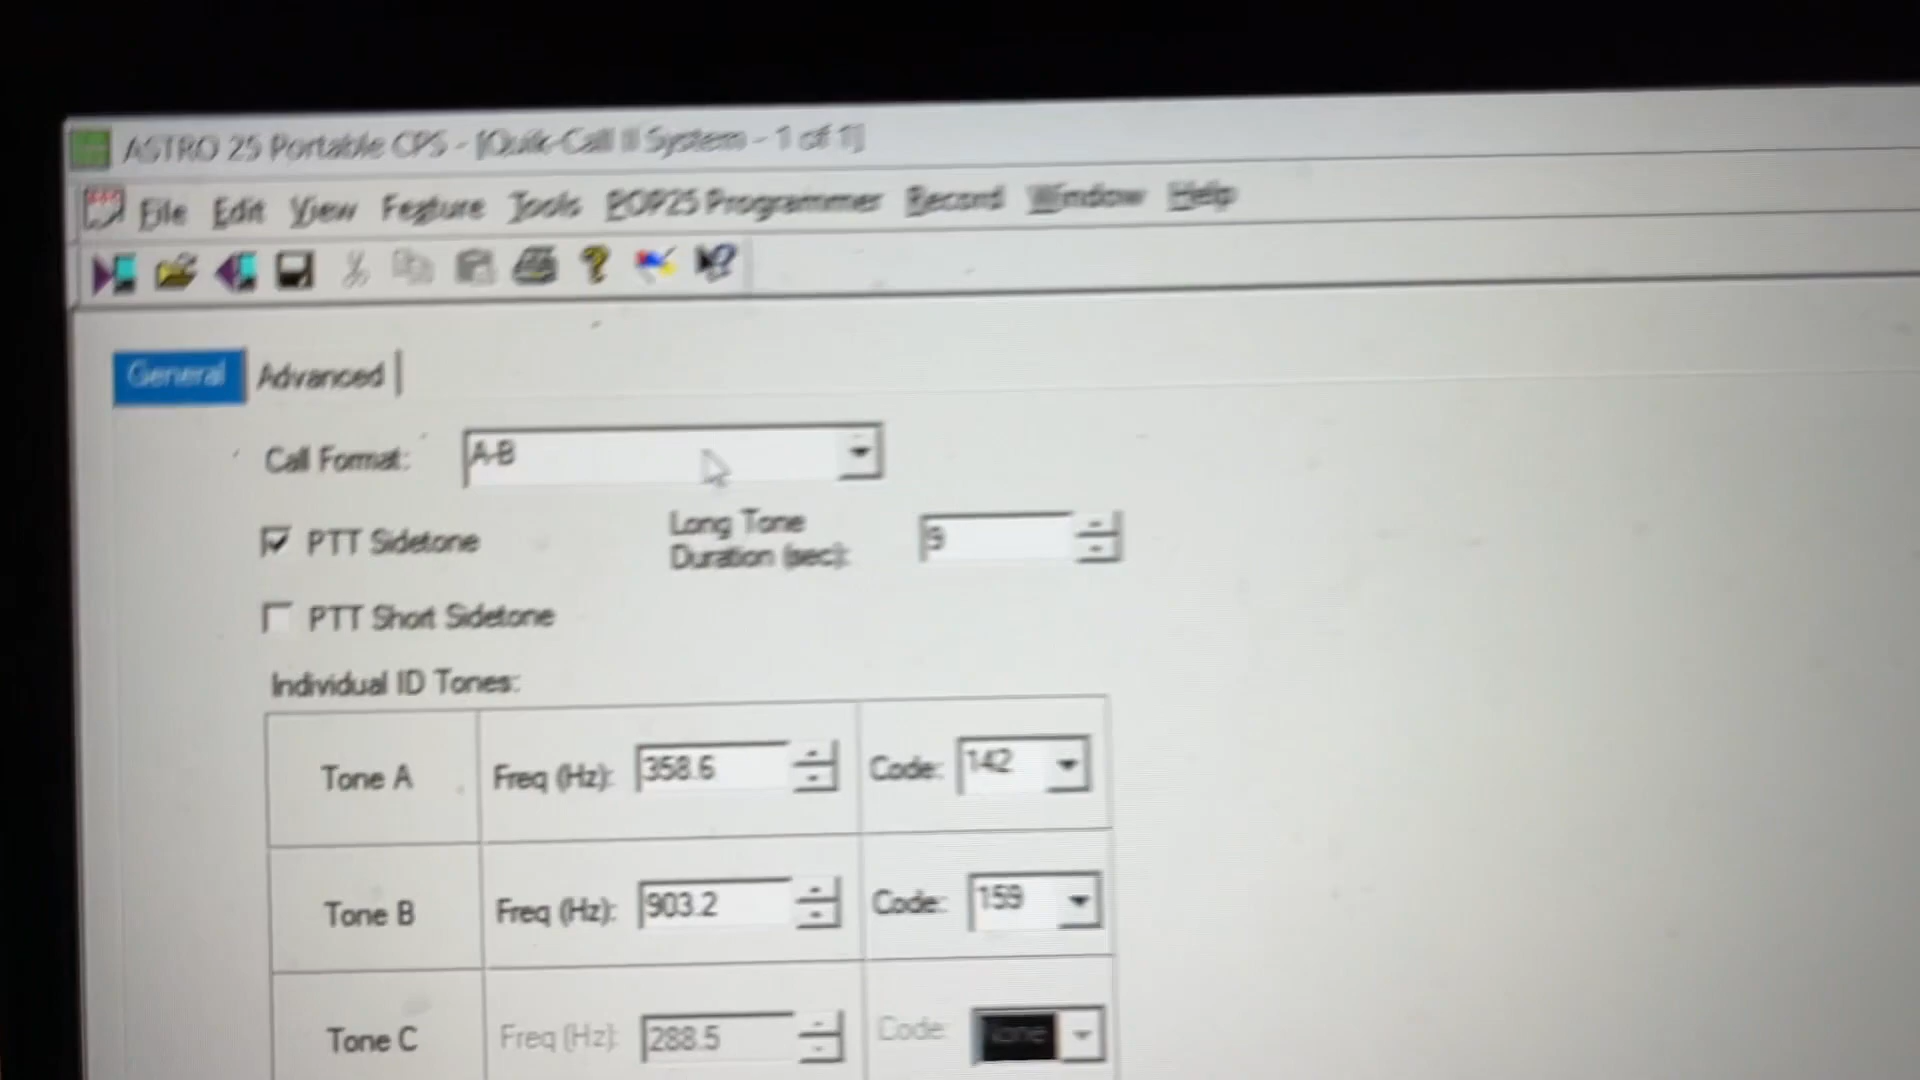 ASTRO 25 Portable CPS - [Quik-Call II System - 1 of 1]
File Edit View Feature Tools POP25 Programmer Record Window Help
General Advanced
Call Format: A-B
PTT Sidetone Long Tone Duration (sec): 9
PTT Short Sidetone
Individual ID Tones:
Tone A Freq (Hz): 358.6 Code: 142
Tone B Freq (Hz): 903.2 Code: 159
Tone C Freq (Hz): 288.5 Code: None